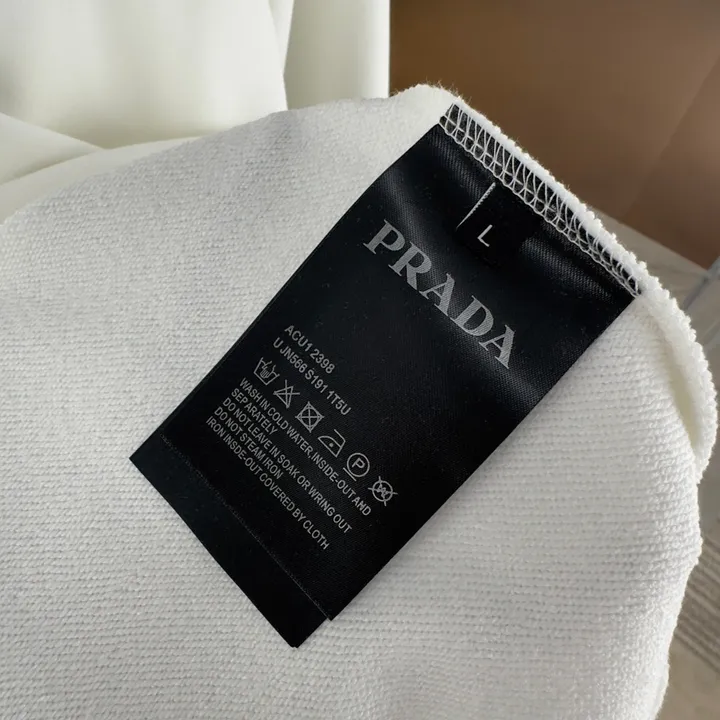 L
PRADA
ACU1 2398
U JN566 S191 1T5U
P
WASH IN COLD WATER, INSIDE-OUT AND
SEPARATELY
DO NOT LEAVE IN SOAK OR WRING OUT
DO NOT STEAM IRON
IRON INSIDE-OUT COVERED BY CLOTH